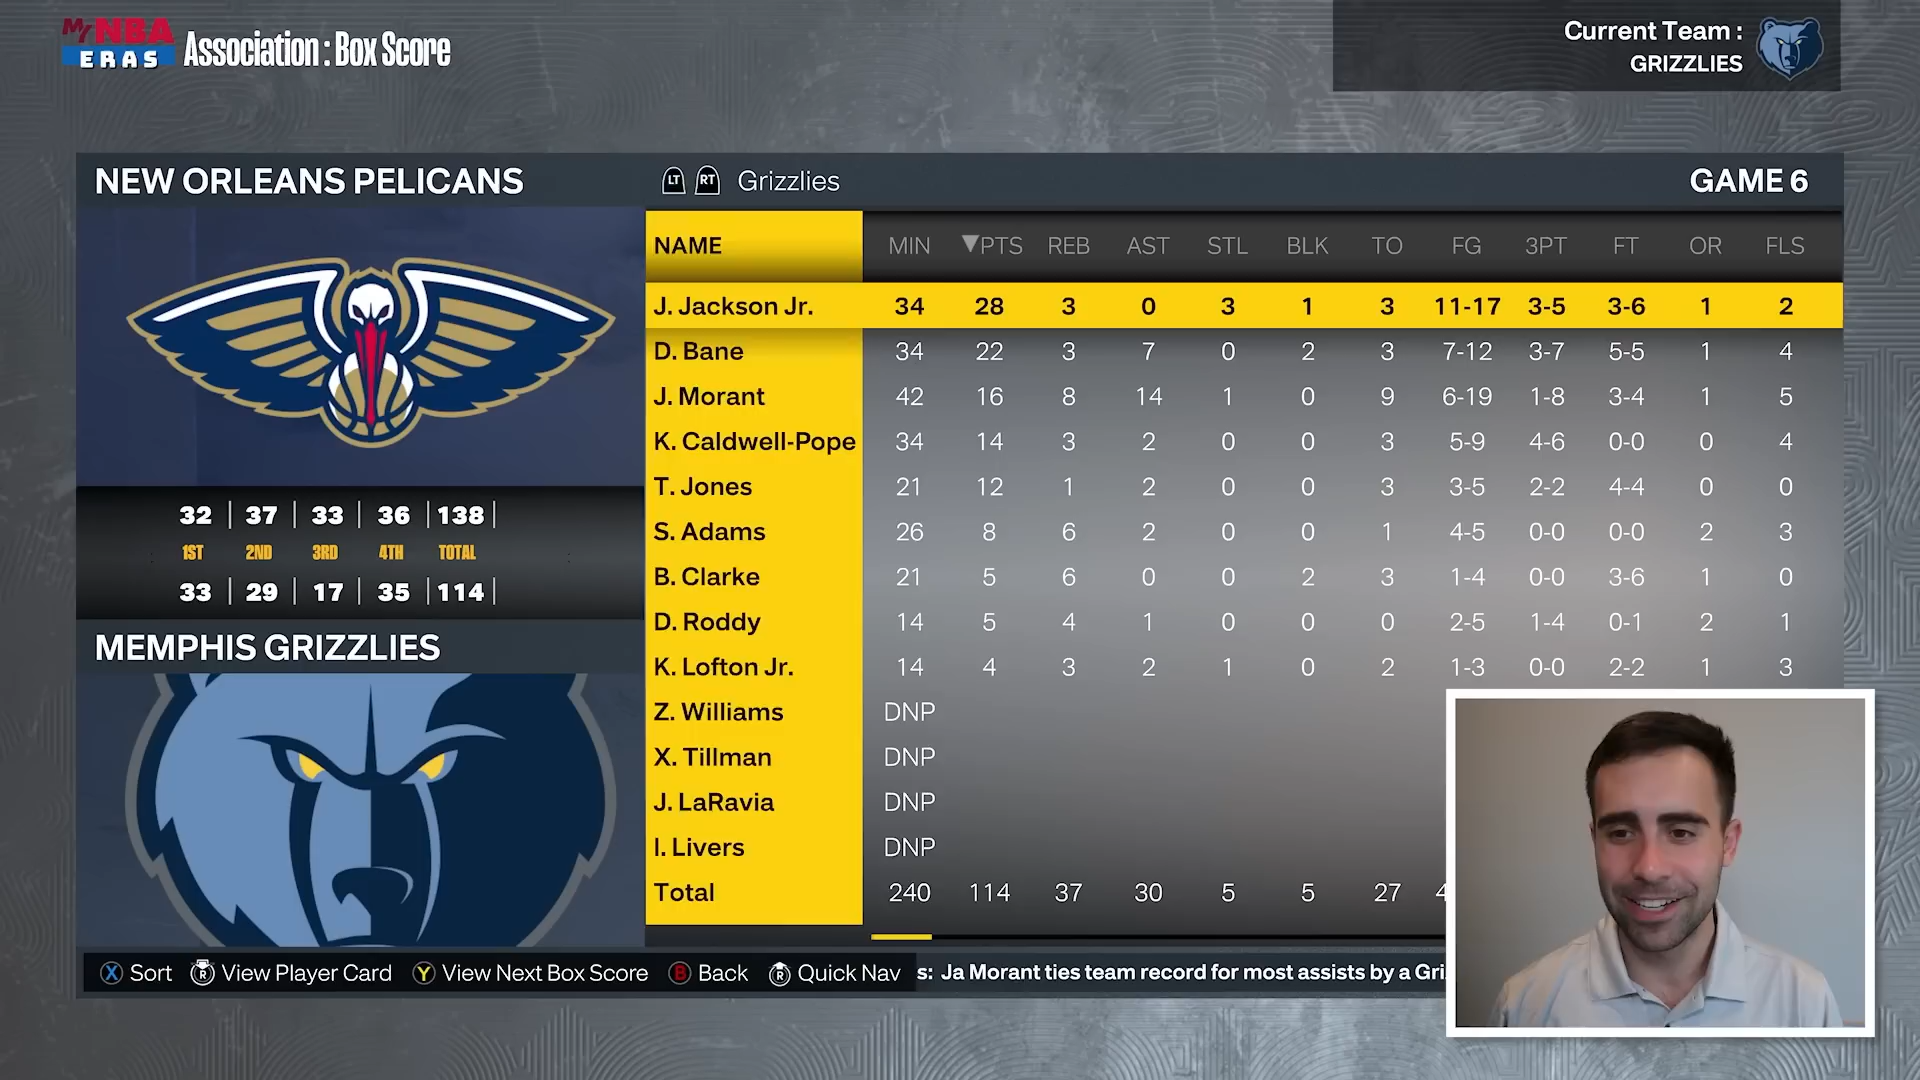 My NBA
ERAS
Association : Box Score
Current Team :
GRIZZLIES
NEW ORLEANS PELICANS
LT RT Grizzlies
GAME 6
NAME MIN ▼PTS REB AST STL BLK TO FG 3PT FT OR FLS
J. Jackson Jr. 34 28 3 0 3 1 3 11-17 3-5 3-6 1 2
D. Bane 34 22 3 7 0 2 3 7-12 3-7 5-5 1 4
J. Morant 42 16 8 14 1 0 9 6-19 1-8 3-4 1 5
K. Caldwell-Pope 34 14 3 2 0 0 3 5-9 4-6 0-0 0 4
T. Jones 21 12 1 2 0 0 3 3-5 2-2 4-4 0 0
S. Adams 26 8 6 2 0 0 1 4-5 0-0 0-0 2 3
B. Clarke 21 5 6 0 0 2 3 1-4 0-0 3-6 1 0
D. Roddy 14 5 4 1 0 0 0 2-5 1-4 0-1 2 1
K. Lofton Jr. 14 4 3 2 1 0 2 1-3 0-0 2-2 1 3
Z. Williams DNP
X. Tillman DNP
J. LaRavia DNP
I. Livers DNP
Total 240 114 37 30 5 5 27 4
32 | 37 | 33 | 36 | 138 |
1ST 2ND 3RD 4TH TOTAL
33 | 29 | 17 | 35 | 114 |
MEMPHIS GRIZZLIES
X Sort R View Player Card Y View Next Box Score B Back R Quick Nav
s: Ja Morant ties team record for most assists by a Gri